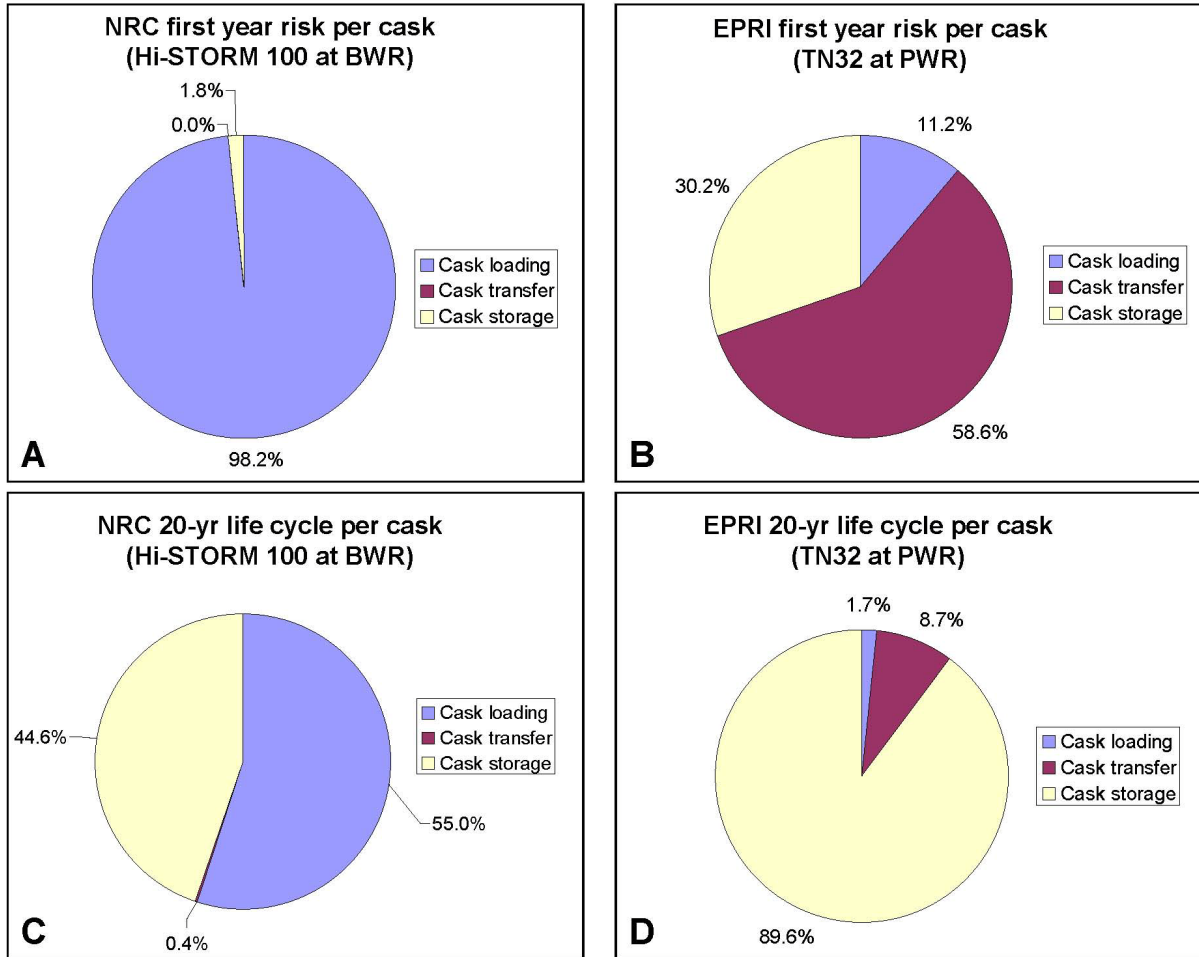 NRC first year risk per cask
(Hi-STORM 100 at BWR)
1.8%
0.0%
98.2%
Cask loading
Cask transfer
Cask storage
A
EPRI first year risk per cask
(TN32 at PWR)
11.2%
30.2%
58.6%
Cask loading
Cask transfer
Cask storage
B
NRC 20-yr life cycle per cask
(Hi-STORM 100 at BWR)
44.6%
55.0%
0.4%
Cask loading
Cask transfer
Cask storage
C
EPRI 20-yr life cycle per cask
(TN32 at PWR)
1.7%
8.7%
89.6%
Cask loading
Cask transfer
Cask storage
D